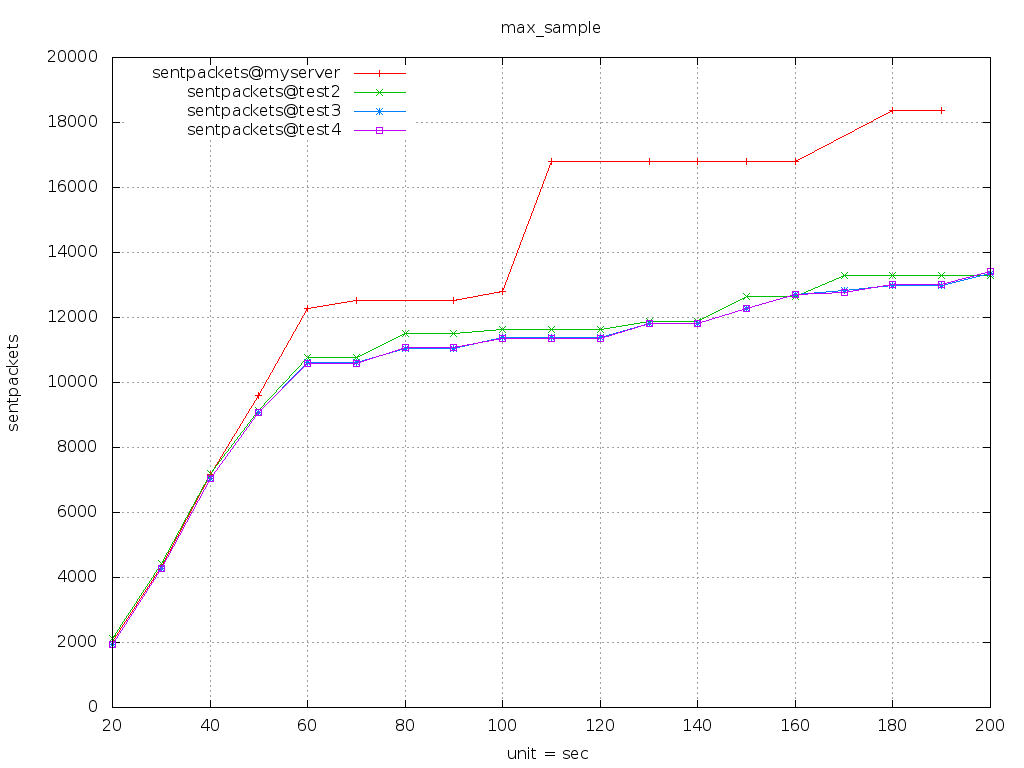 max_sample
sentpackets@myserver
sentpackets@test2
sentpackets@test3
sentpackets@test4
20000
18000
16000
14000
12000
10000
8000
6000
4000
2000
0
sentpackets
20 40 60 80 100 120 140 160 180 200
unit = sec